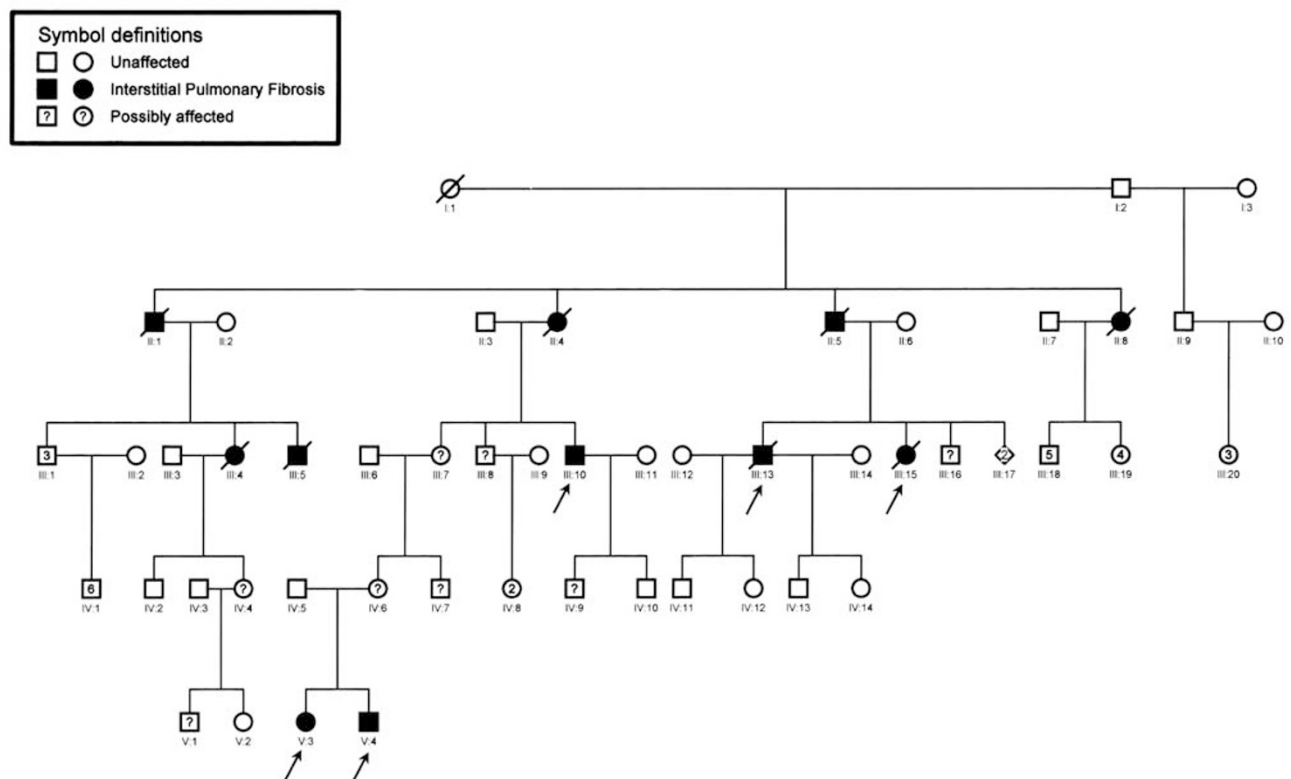 Symbol definitions
Unaffected
Interstitial Pulmonary Fibrosis
? ? Possibly affected
I:1 I:2 I:3
II:1 II:2 II:3 II:4 II:5 II:6 II:7 II:8 II:9 II:10
3 ? ? ? 2 5 4 3
III:1 III:2 III:3 III:4 III:5 III:6 III:7 III:8 III:9 III:10 III:11 III:12 III:13 III:14 III:15 III:16 III:17 III:18 III:19 III:20
6 ? ? ? 2 ?
IV:1 IV:2 IV:3 IV:4 IV:5 IV:6 IV:7 IV:8 IV:9 IV:10 IV:11 IV:12 IV:13 IV:14
?
V:1 V:2 V:3 V:4